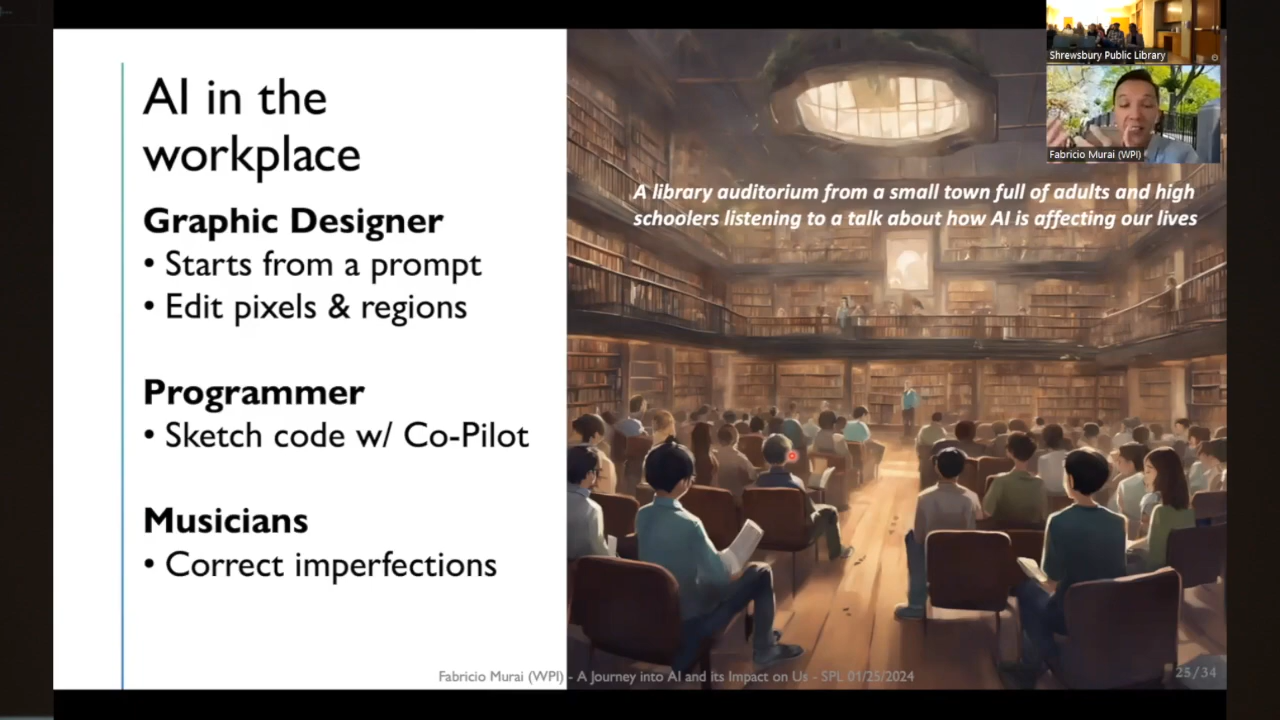 AI in the
workplace
Graphic Designer
• Starts from a prompt
• Edit pixels & regions
Programmer
• Sketch code w/ Co-Pilot
Musicians
• Correct imperfections
Shrewsbury Public Library
Fabricio Murai (WPI)
A library auditorium from a small town full of adults and high
schoolers listening to a talk about how AI is affecting our lives
Fabricio Murai (WPI) - A Journey into AI and its Impact on Us - SPL 01/25/2024
25/34